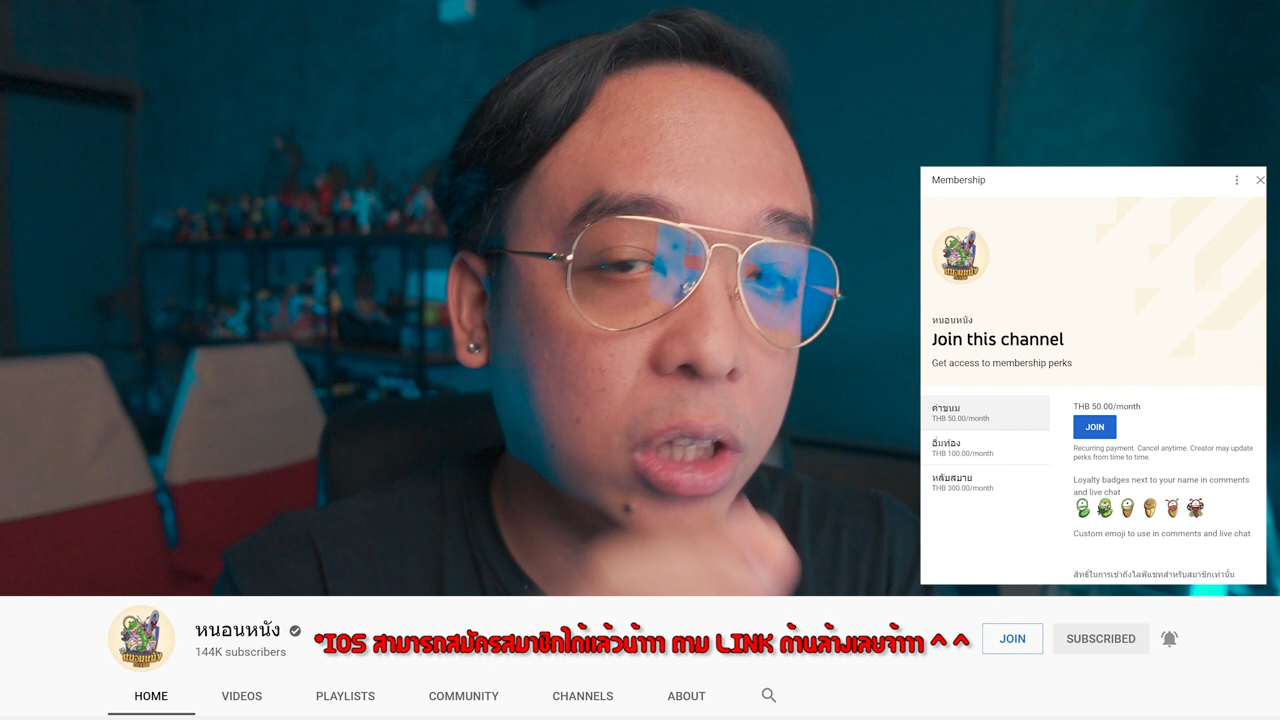 Membership
หนอนหนัง
Join this channel
Get access to membership perks
ค่าขนม
THB 50.00/month
อิ่มท้อง
THB 100.00/month
หลับสบาย
THB 300.00/month
THB 50.00/month
JOIN
Recurring payment. Cancel anytime. Creator may update
perks from time to time.
Loyalty badges next to your name in comments
and live chat
Custom emoji to use in comments and live chat
สิทธิ์ในการเข้าถึงไลฟ์แชทสำหรับสมาชิกเท่านั้น
หนอนหนัง
144K subscribers
*IOS สามารถสมัครสมาชิกได้แล้วน้าาา ตาม LINK ด้านล่างเลยจ้าาา ^ ^
JOIN
SUBSCRIBED
HOME VIDEOS PLAYLISTS COMMUNITY CHANNELS ABOUT